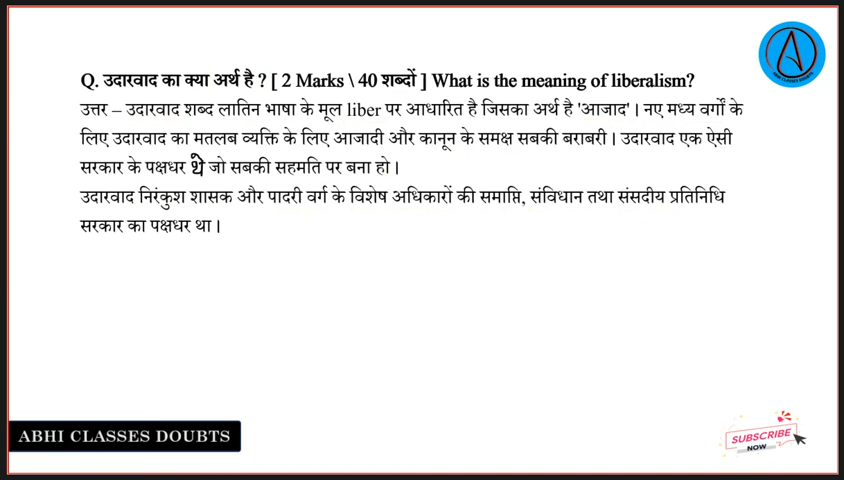 Q. उदारवाद का क्या अर्थ है ? [ 2 Marks \ 40 शब्दों ] What is the meaning of liberalism?
उत्तर – उदारवाद शब्द लातिन भाषा के मूल liber पर आधारित है जिसका अर्थ है 'आजाद' । नए मध्य वर्गों के
लिए उदारवाद का मतलब व्यक्ति के लिए आजादी और कानून के समक्ष सबकी बराबरी । उदारवाद एक ऐसी
सरकार के पक्षधर थे जो सबकी सहमति पर बना हो ।
उदारवाद निरंकुश शासक और पादरी वर्ग के विशेष अधिकारों की समाप्ति, संविधान तथा संसदीय प्रतिनिधि
सरकार का पक्षधर था ।
ABHI CLASSES DOUBTS
ABHI CLASSES DOUBTS
SUBSCRIBE
NOW